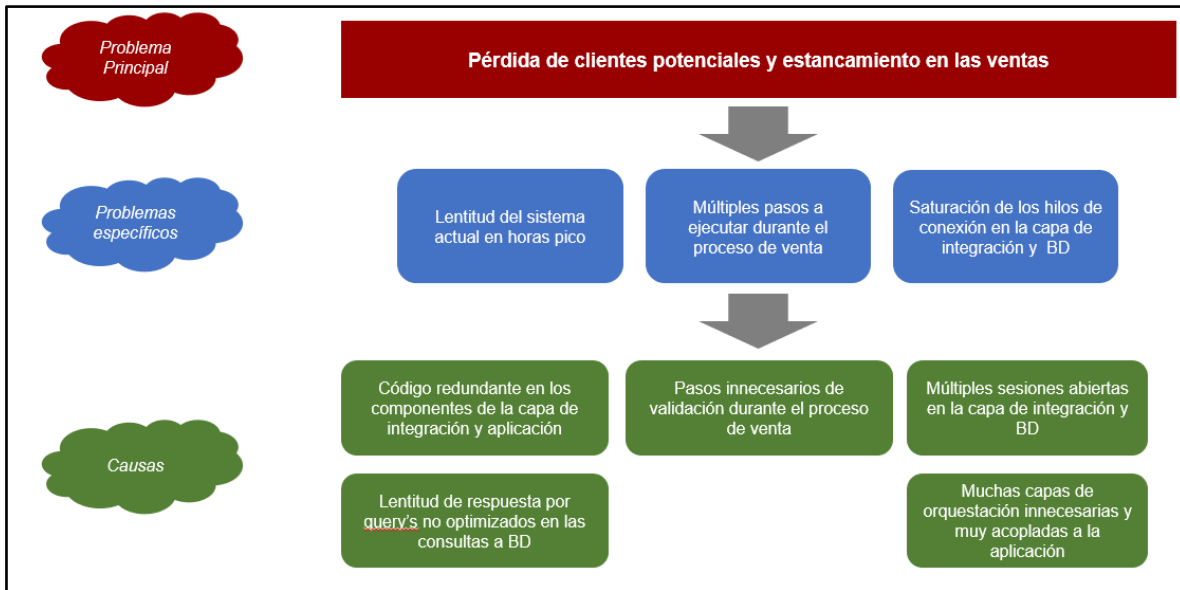 Problema
Principal
Pérdida de clientes potenciales y estancamiento en las ventas
Problemas
específicos
Lentitud del sistema
actual en horas pico
Múltiples pasos a
ejecutar durante el
proceso de venta
Saturación de los hilos de
conexión en la capa de
integración y BD
Causas
Código redundante en los
componentes de la capa de
integración y aplicación
Pasos innecesarios de
validación durante el proceso
de venta
Múltiples sesiones abiertas
en la capa de integración y
BD
Lentitud de respuesta por
query's no optimizados en las
consultas a BD
Muchas capas de
orquestación innecesarias y
muy acopladas a la
aplicación